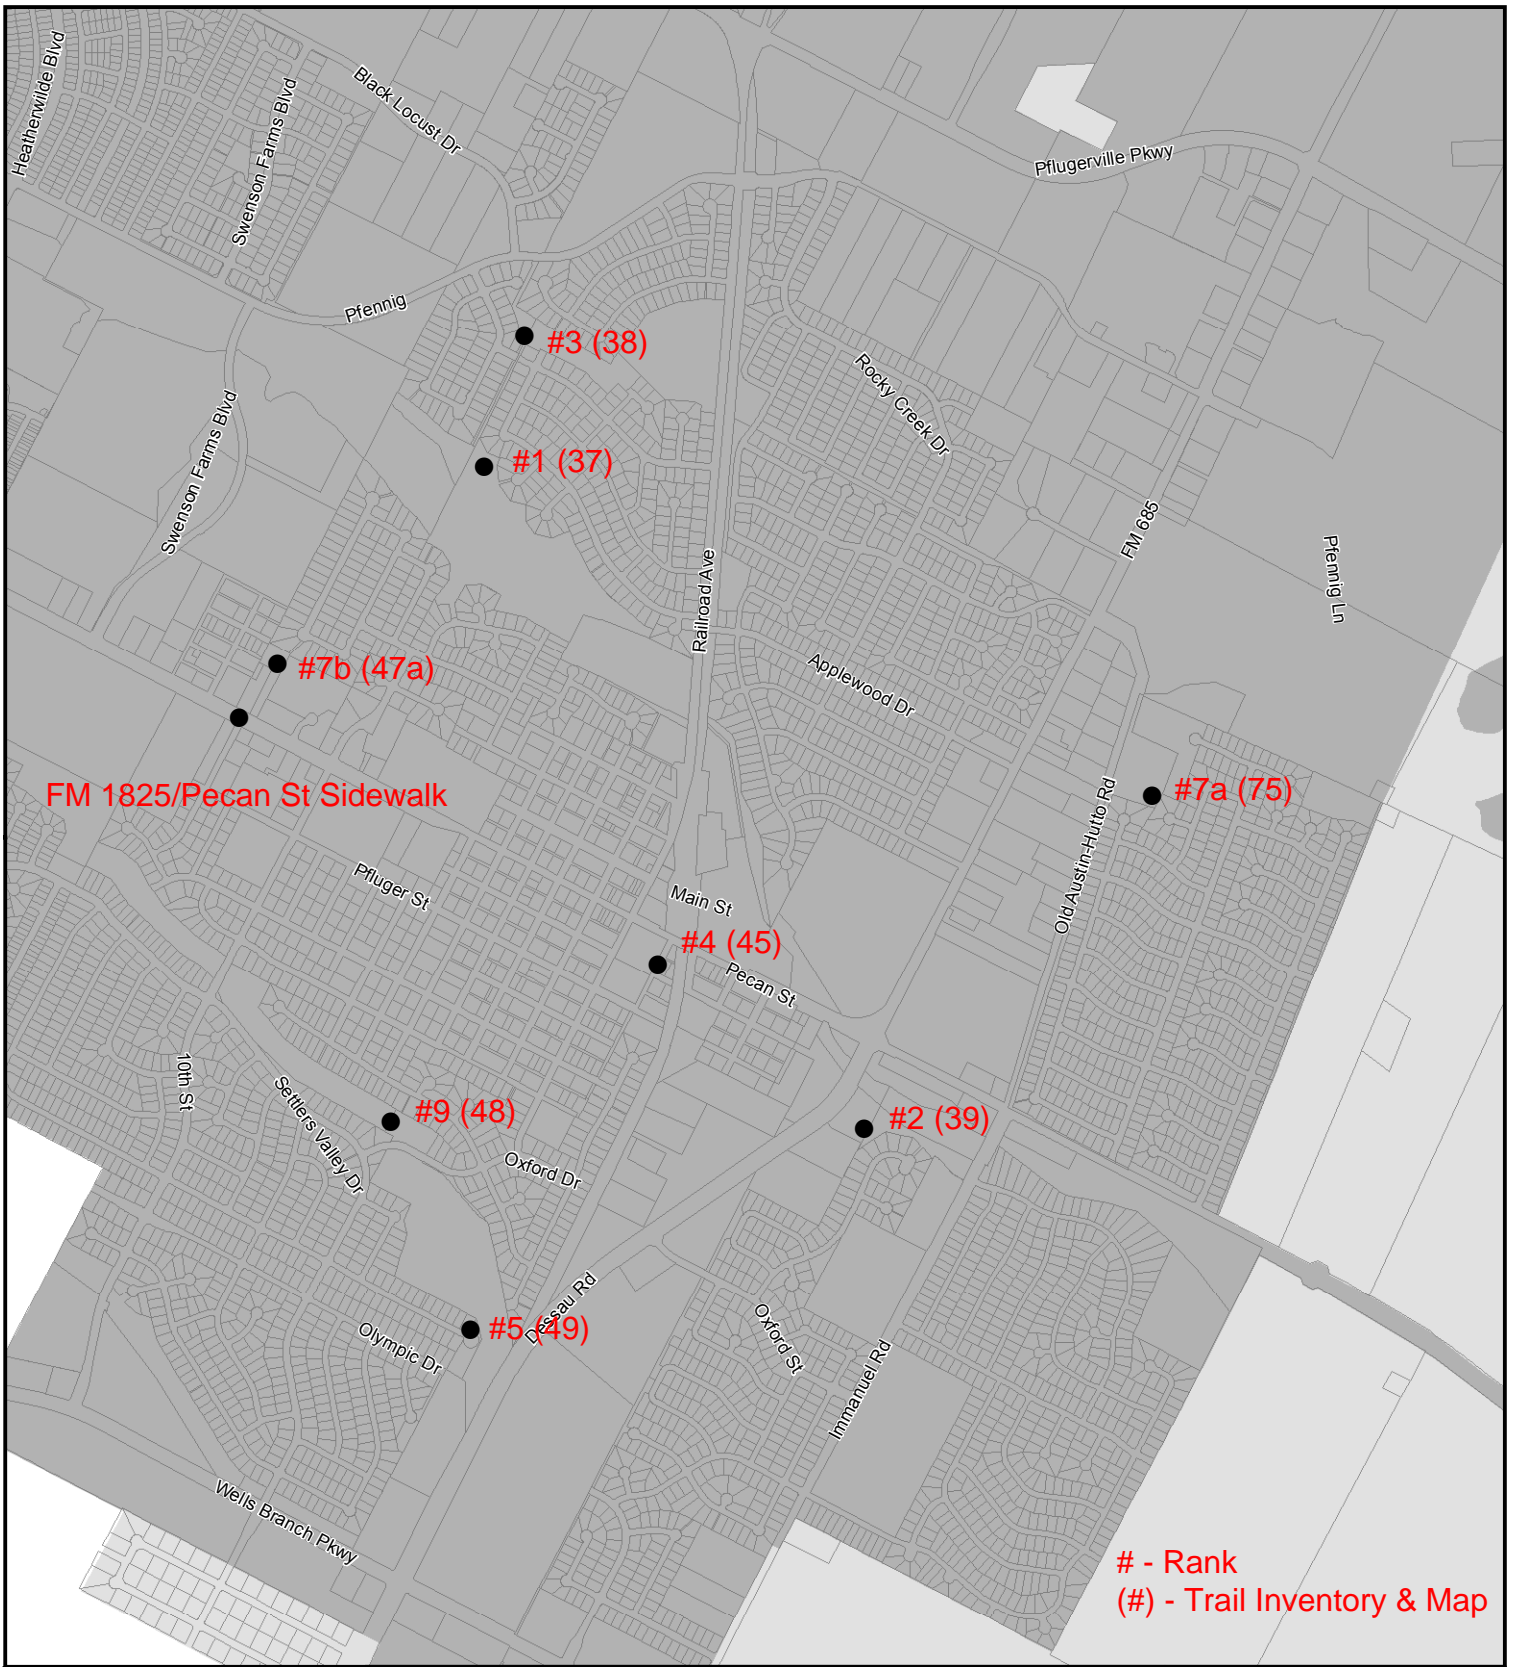 Heatherwilde Blvd
Swenson Farms Blvd
Black Locust Dr
Pflugerville Pkwy
Pfennig
#3 (38)
Rocky Creek Dr
Swenson Farms Blvd
#1 (37)
FM 685
Pfennig Ln
Railroad Ave
#7b (47a)
Applewood Dr
FM 1825/Pecan St Sidewalk
#7a (75)
Old Austin-Hutto Rd
Pfluger St
Main St
#4 (45)
Pecan St
10th St
Settlers Valley Dr
#9 (48)
#2 (39)
Oxford Dr
Dessau Rd
#5 (49)
Olympic Dr
Oxford St
Immanuel Rd
Wells Branch Pkwy
# - Rank
(#) - Trail Inventory & Map